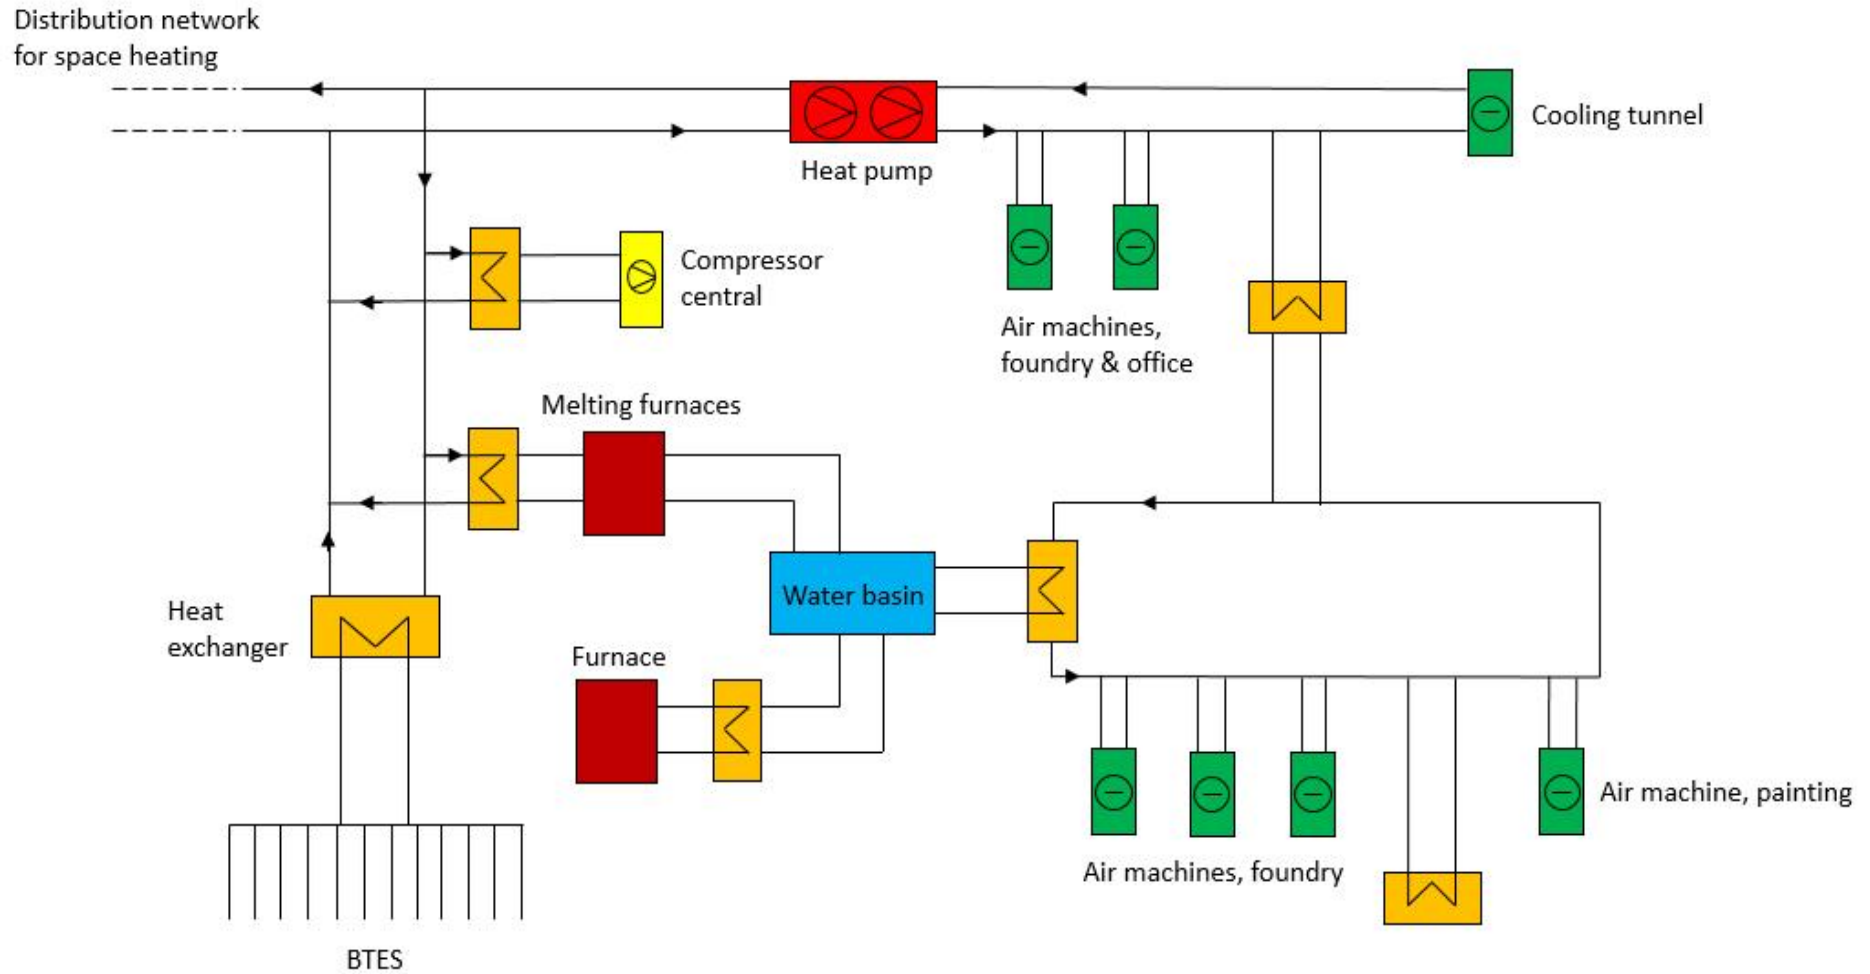 Distribution network
for space heating
Heat pump
Cooling tunnel
Compressor
central
Air machines,
foundry & office
Melting furnaces
Water basin
Heat
exchanger
Furnace
Air machine, painting
Air machines, foundry
BTES